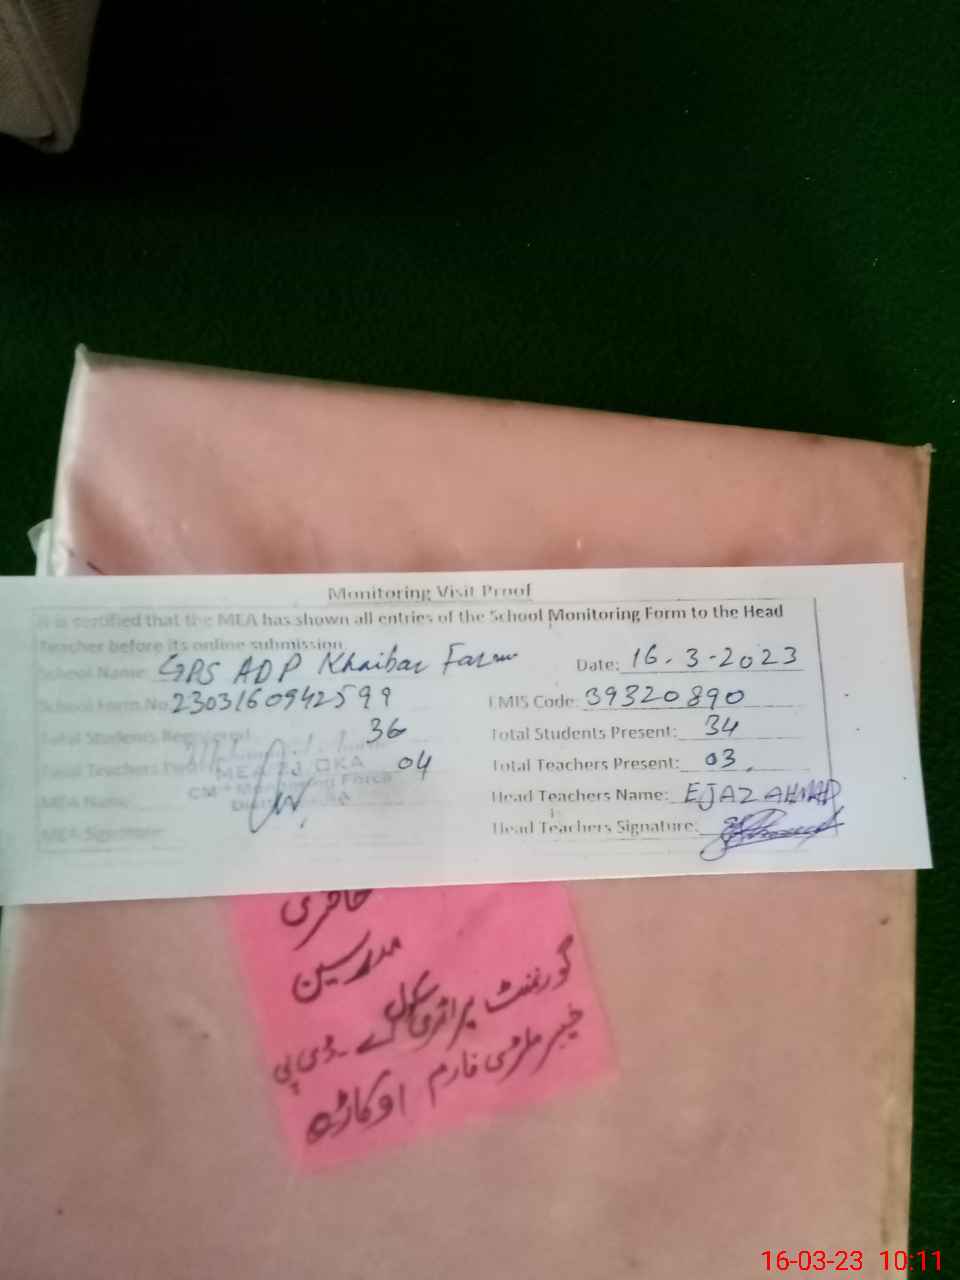 Monitoring Visit Proof
It is certified that the MEA has shown all entries of the School Monitoring Form to the Head
Teacher before its online submission.
School Name: GPS ADP Khaibar Farm Date: 16.3-2023
School Form No. 2303160942599 EMIS Code: 39320890
Total Students Registered: 36 Total Students Present: 34
Total Teachers 04 Total Teachers Present: 03
MEA Name: Head Teachers Name: EJAZ AHMAD
MEA Signature: Head Teachers Signature:
حاضری
مدرسین
گورنمنٹ پرائمری سکول اے ۔ ڈی پی
خیبر ملٹری فارم اوکاڑہ
16-03-23 10:11